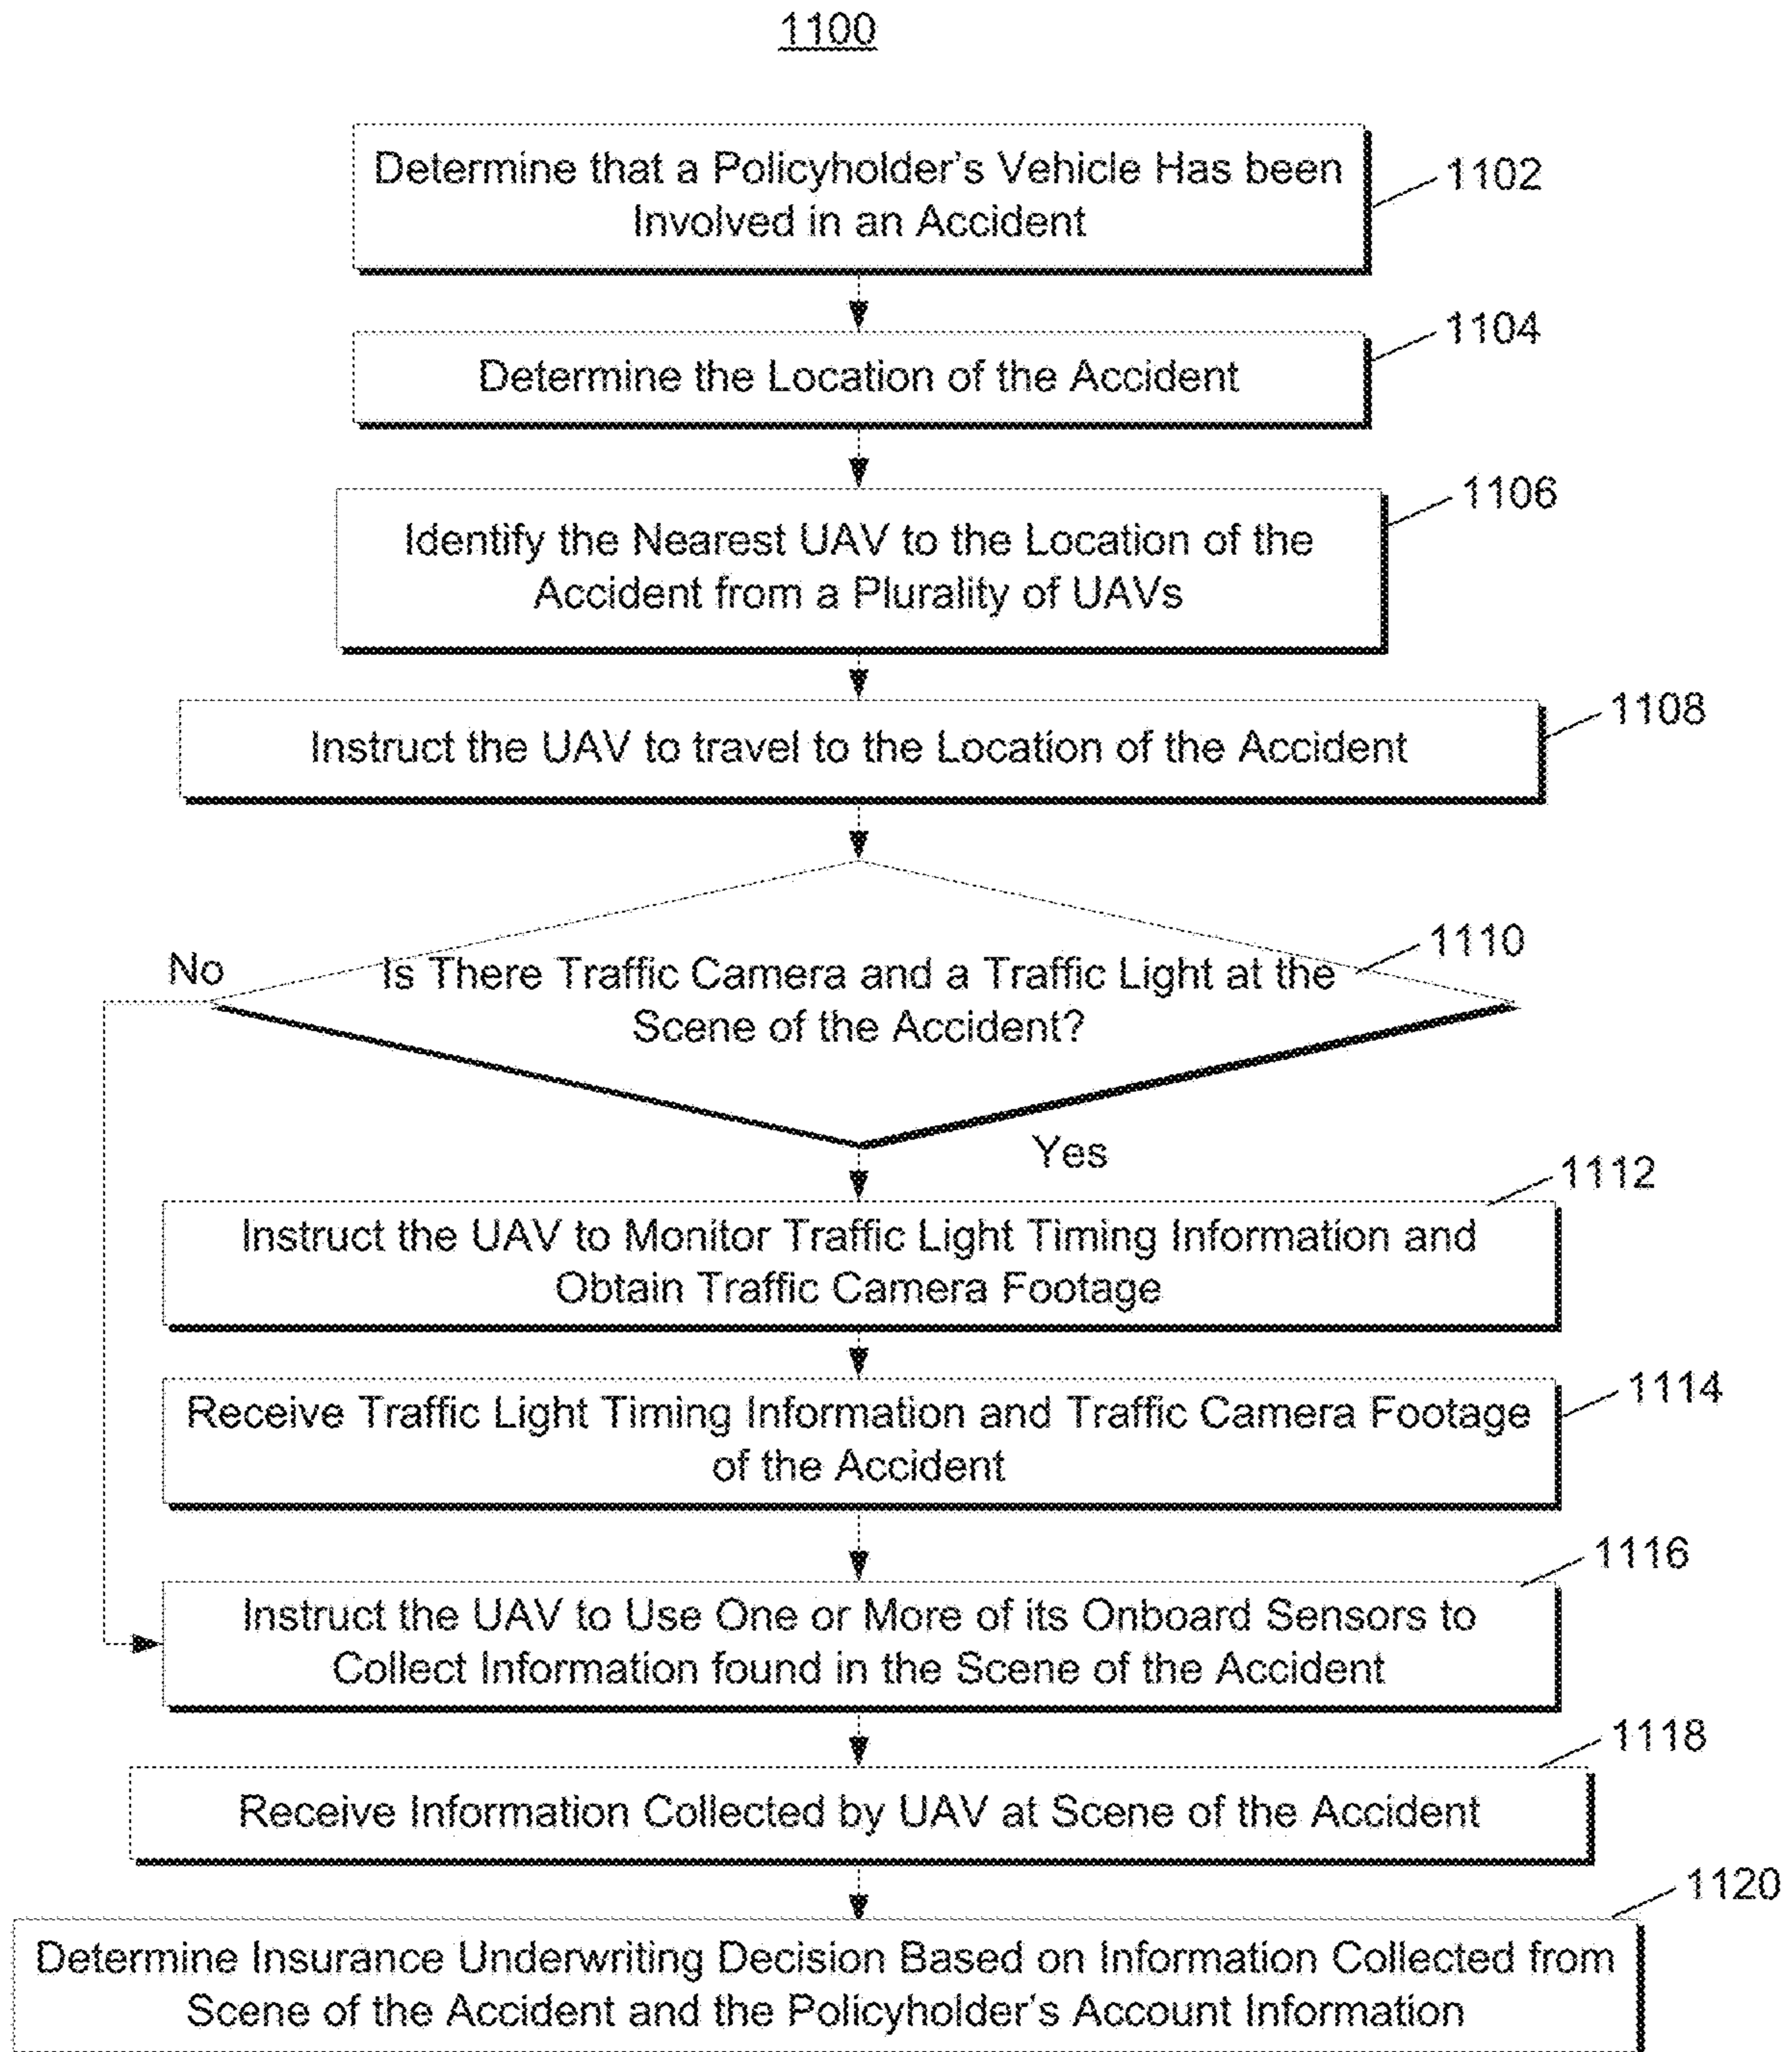 1100
Determine that a Policyholder's Vehicle Has been
Involved in an Accident
1102
Determine the Location of the Accident
1104
Identify the Nearest UAV to the Location of the
Accident from a Plurality of UAVs
1106
Instruct the UAV to travel to the Location of the Accident
1108
No
Is There Traffic Camera and a Traffic Light at the
Scene of the Accident?
1110
Yes
Instruct the UAV to Monitor Traffic Light Timing Information and
Obtain Traffic Camera Footage
1112
Receive Traffic Light Timing Information and Traffic Camera Footage
of the Accident
1114
Instruct the UAV to Use One or More of its Onboard Sensors to
Collect Information found in the Scene of the Accident
1116
Receive Information Collected by UAV at Scene of the Accident
1118
Determine Insurance Underwriting Decision Based on Information Collected from
Scene of the Accident and the Policyholder's Account Information
1120